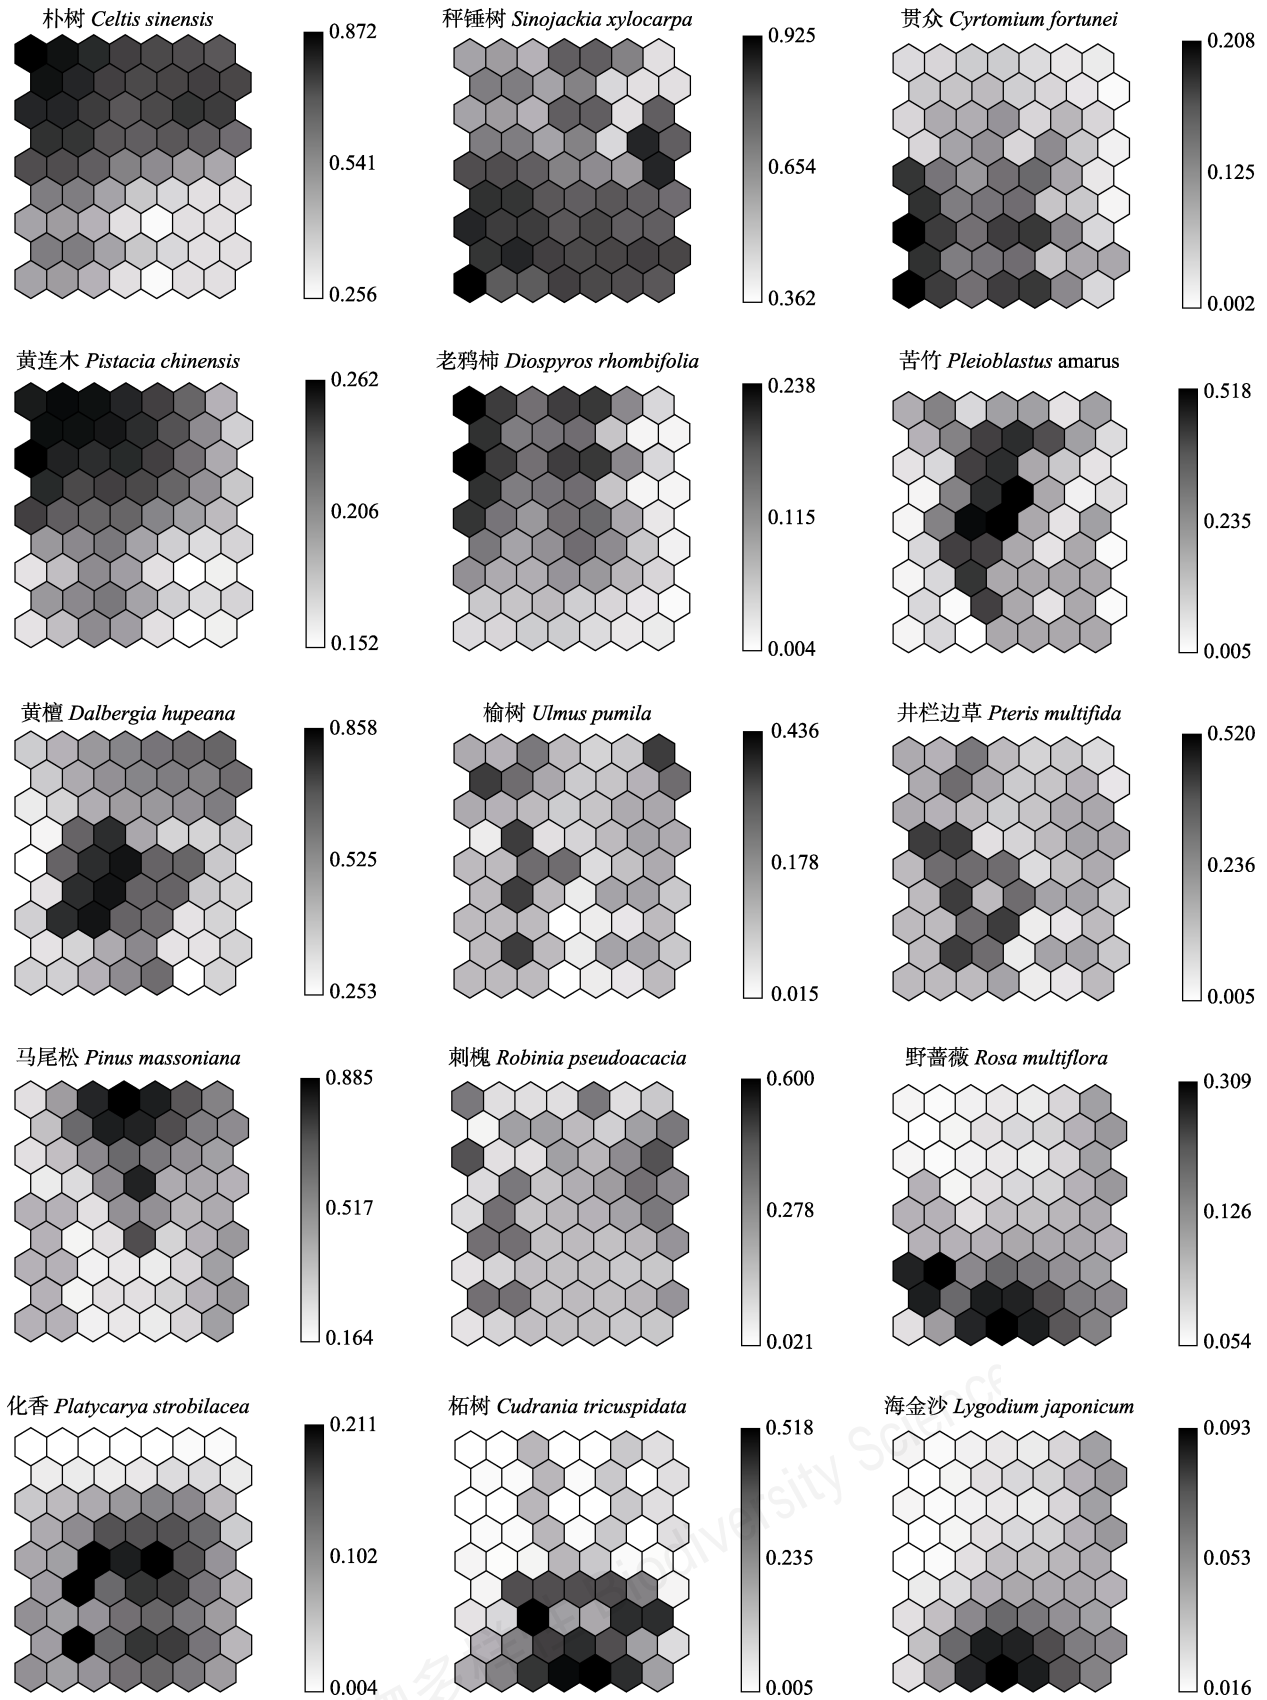 朴树 Celtis sinensis
0.872
0.541
0.256
秤锤树 Sinojackia xylocarpa
0.925
0.654
0.362
贯众 Cyrtomium fortunei
0.208
0.125
0.002
黄连木 Pistacia chinensis
0.262
0.206
0.152
老鸦柿 Diospyros rhombifolia
0.238
0.115
0.004
苦竹 Pleioblastus amarus
0.518
0.235
0.005
黄檀 Dalbergia hupeana
0.858
0.525
0.253
榆树 Ulmus pumila
0.436
0.178
0.015
井栏边草 Pteris multifida
0.520
0.236
0.005
马尾松 Pinus massoniana
0.885
0.517
0.164
刺槐 Robinia pseudoacacia
0.600
0.278
0.021
野蔷薇 Rosa multiflora
0.309
0.126
0.054
化香 Platycarya strobilacea
0.211
0.102
0.004
柘树 Cudrania tricuspidata
0.518
0.235
0.005
海金沙 Lygodium japonicum
0.093
0.053
0.016
Biodiversity Science